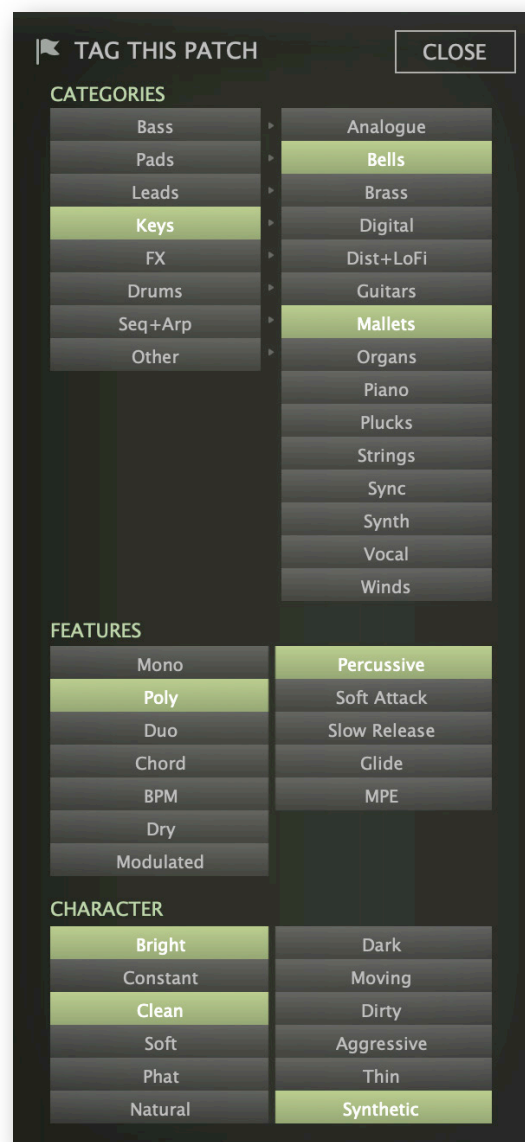 TAG THIS PATCH
CLOSE
CATEGORIES
Bass
Pads
Leads
Keys
FX
Drums
Seq+Arp
Other
Analogue
Bells
Brass
Digital
Dist+LoFi
Guitars
Mallets
Organs
Piano
Plucks
Strings
Sync
Synth
Vocal
Winds
FEATURES
Mono
Poly
Duo
Chord
BPM
Dry
Modulated
Percussive
Soft Attack
Slow Release
Glide
MPE
CHARACTER
Bright
Constant
Clean
Soft
Phat
Natural
Dark
Moving
Dirty
Aggressive
Thin
Synthetic